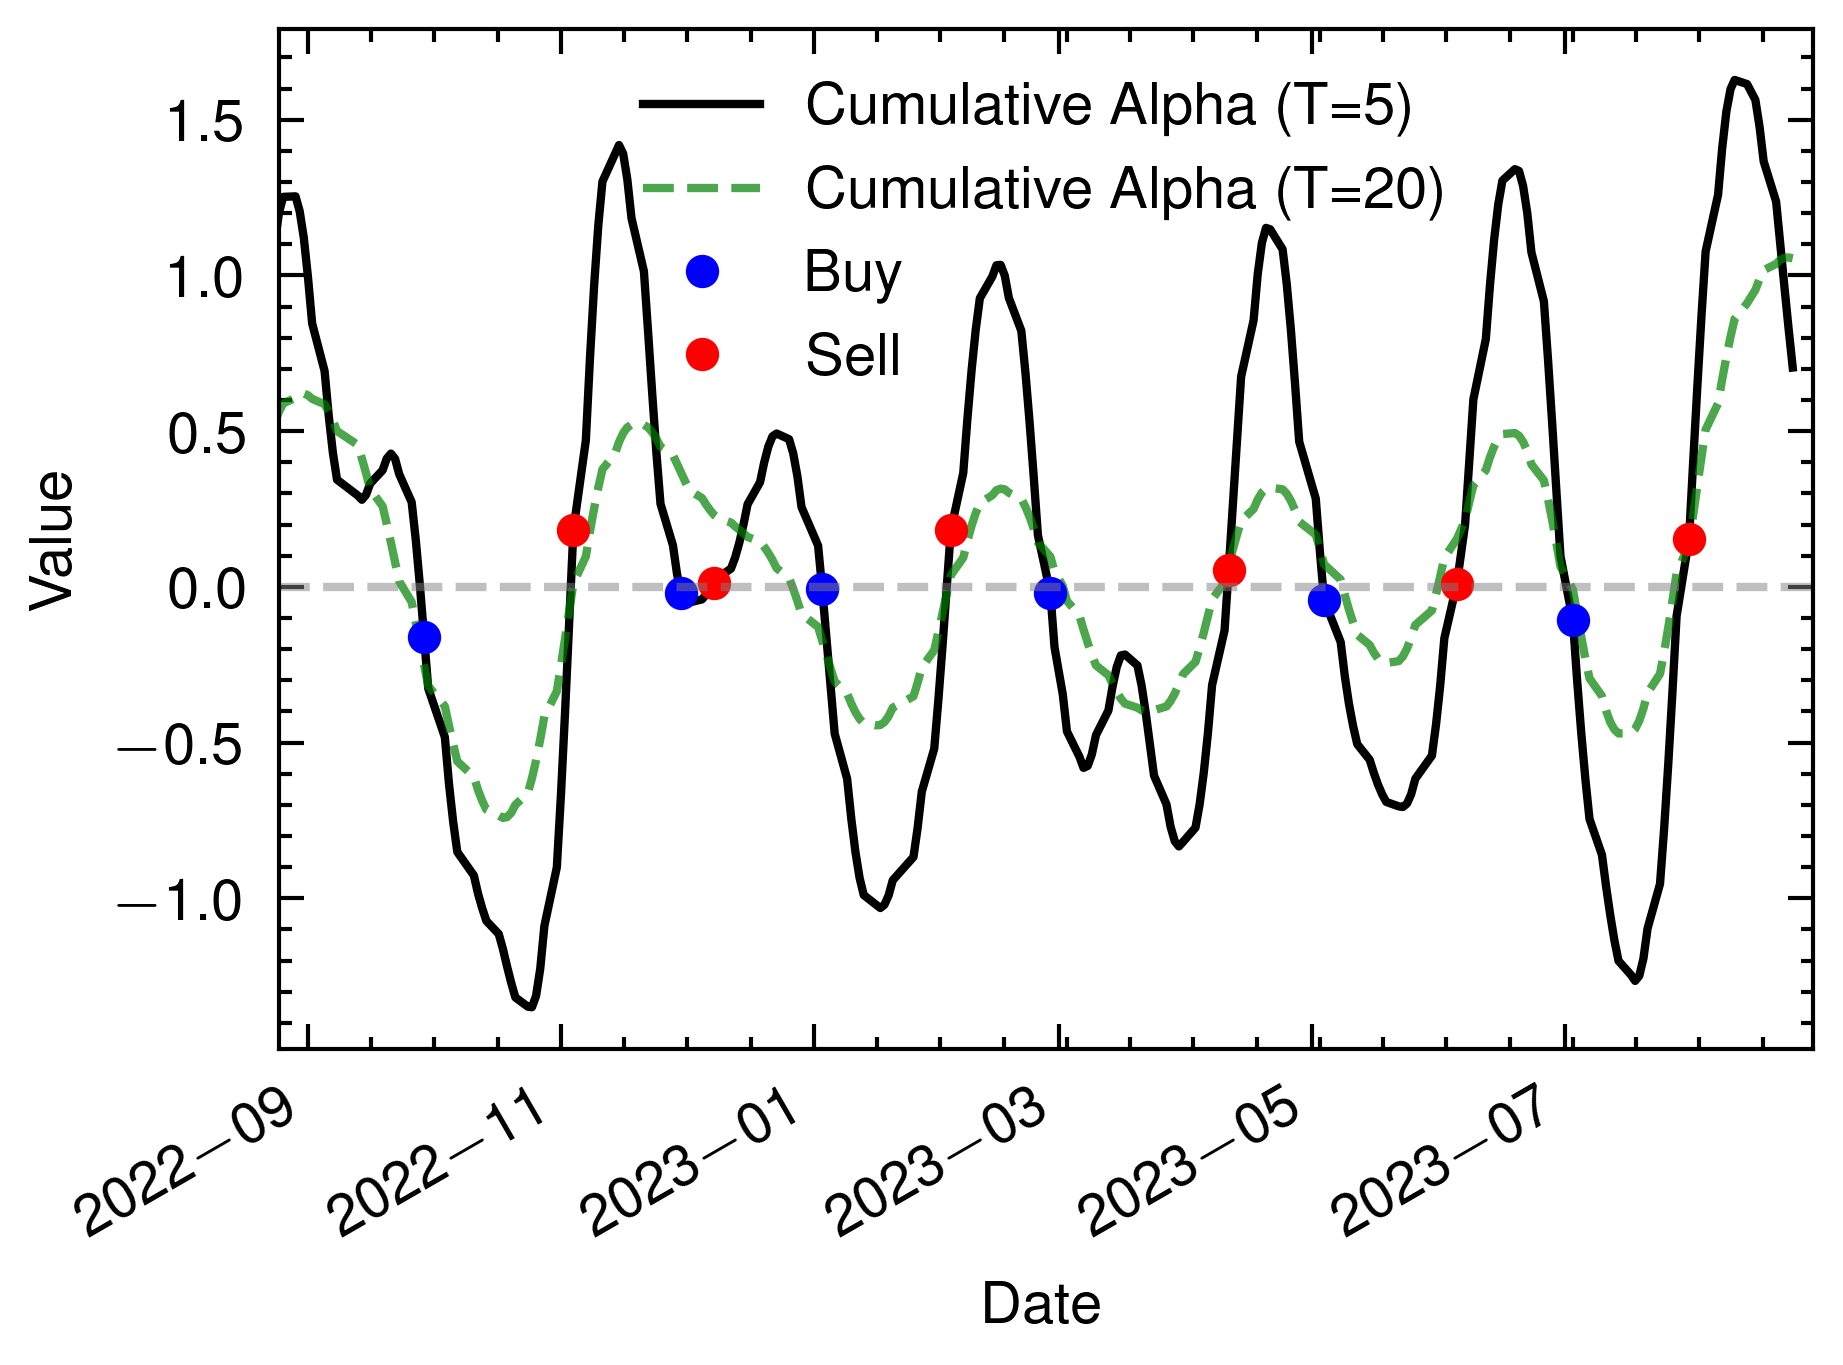 Cumulative Alpha (T=5)
Cumulative Alpha (T=20)
Buy
Sell
1.5
1.0
0.5
0.0
−0.5
−1.0
Value
2022−09
2022−11
2023−01
2023−03
2023−05
2023−07
Date